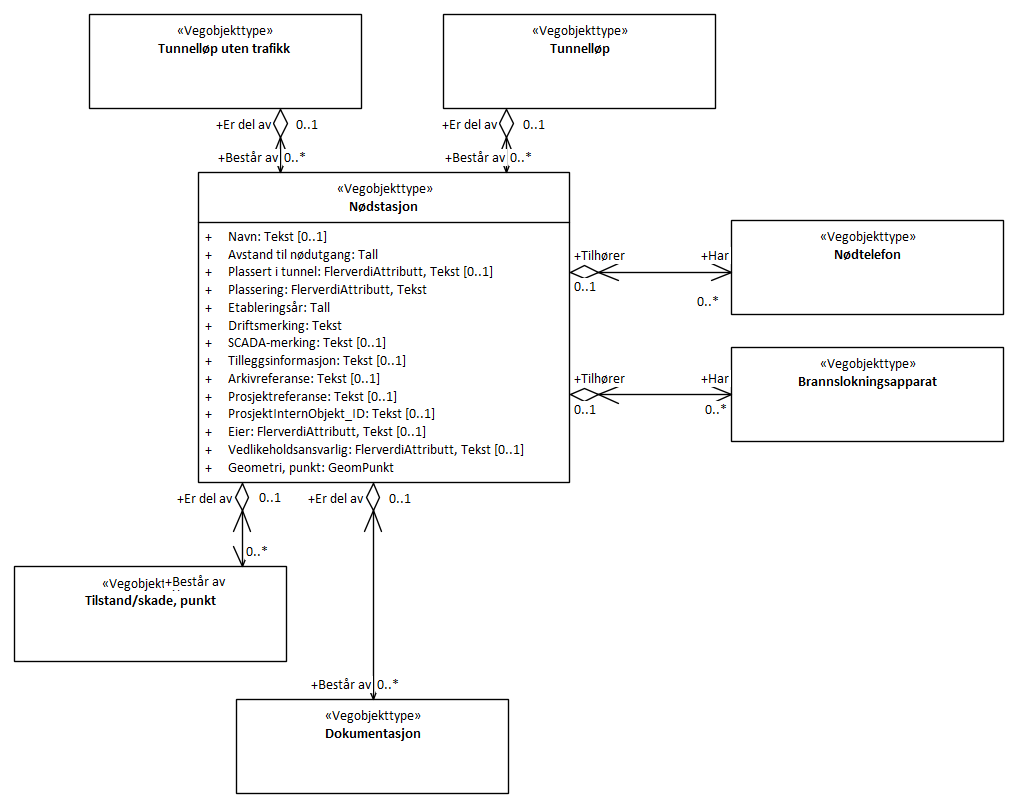 «Vegobjekttype»
Tunnelløp uten trafikk
«Vegobjekttype»
Tunnelløp
+Er del av 0..1
+Består av 0..*
+Er del av 0..1
+Består av 0..*
«Vegobjekttype»
Nødstasjon
+ Navn: Tekst [0..1]
+ Avstand til nødutgang: Tall
+ Plassert i tunnel: FlerverdiAttributt, Tekst [0..1]
+ Plassering: FlerverdiAttributt, Tekst
+ Etableringsår: Tall
+ Driftsmerking: Tekst
+ SCADA-merking: Tekst [0..1]
+ Tilleggsinformasjon: Tekst [0..1]
+ Arkivreferanse: Tekst [0..1]
+ Prosjektreferanse: Tekst [0..1]
+ ProsjektInternObjekt_ID: Tekst [0..1]
+ Eier: FlerverdiAttributt, Tekst [0..1]
+ Vedlikeholdsansvarlig: FlerverdiAttributt, Tekst [0..1]
+ Geometri, punkt: GeomPunkt
+Tilhører +Har
0..1 0..*
«Vegobjekttype»
Nødtelefon
+Tilhører +Har
0..1 0..*
«Vegobjekttype»
Brannslokningsapparat
+Er del av 0..1
0..*
+Består av
«Vegobjekt
Tilstand/skade, punkt
+Er del av 0..1
+Består av 0..*
«Vegobjekttype»
Dokumentasjon